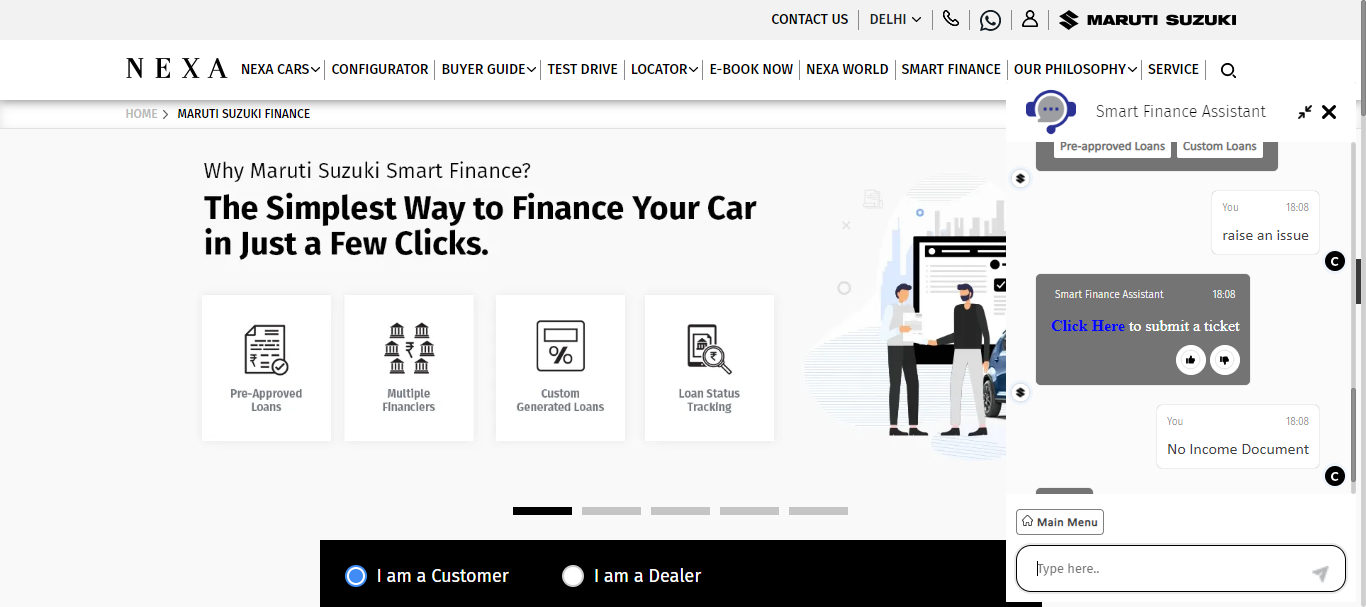 CONTACT US
DELHI
MARUTI SUZUKI
NEXA
NEXA CARS
CONFIGURATOR
BUYER GUIDE
TEST DRIVE
LOCATOR
E-BOOK NOW
NEXA WORLD
SMART FINANCE
OUR PHILOSOPHY
SERVICE
HOME
MARUTI SUZUKI FINANCE
Why Maruti Suzuki Smart Finance?
The Simplest Way to Finance Your Car
in Just a Few Clicks.
Pre-Approved
Loans
Multiple
Financiers
Custom
Generated Loans
Loan Status
Tracking
I am a Customer
I am a Dealer
Smart Finance Assistant
Pre-approved Loans
Custom Loans
You 18:08
raise an issue
C
Smart Finance Assistant 18:08
Click Here to submit a ticket
You 18:08
No Income Document
C
Main Menu
Type here..